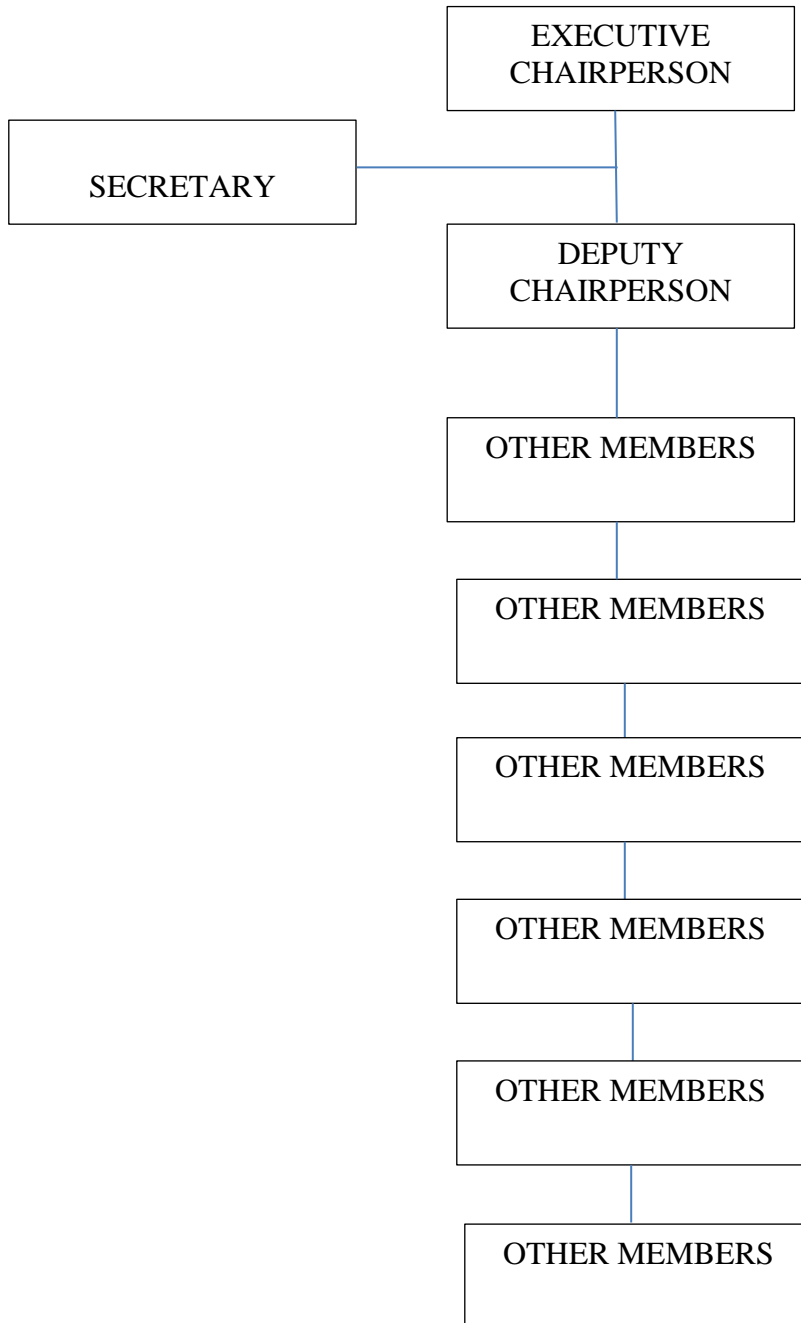 EXECUTIVE
CHAIRPERSON
SECRETARY
DEPUTY
CHAIRPERSON
OTHER MEMBERS
OTHER MEMBERS
OTHER MEMBERS
OTHER MEMBERS
OTHER MEMBERS
OTHER MEMBERS